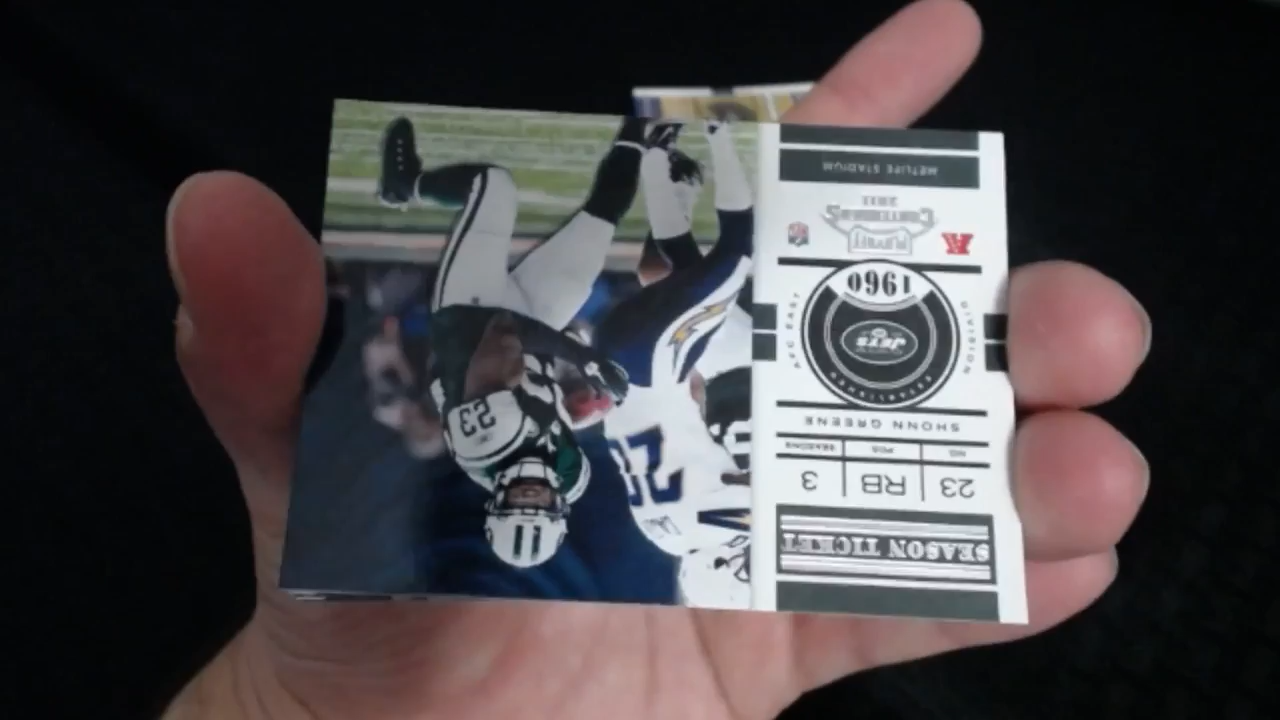 SEASON TICKET
23 RB 3
NO. POS. SEASONS
SHONN GREENE
ESTABLISHED
JETS
1960
AFC EAST
DIVISION
A
PLAYOFF
CONTENDERS
2011
METLIFE STADIUM
23